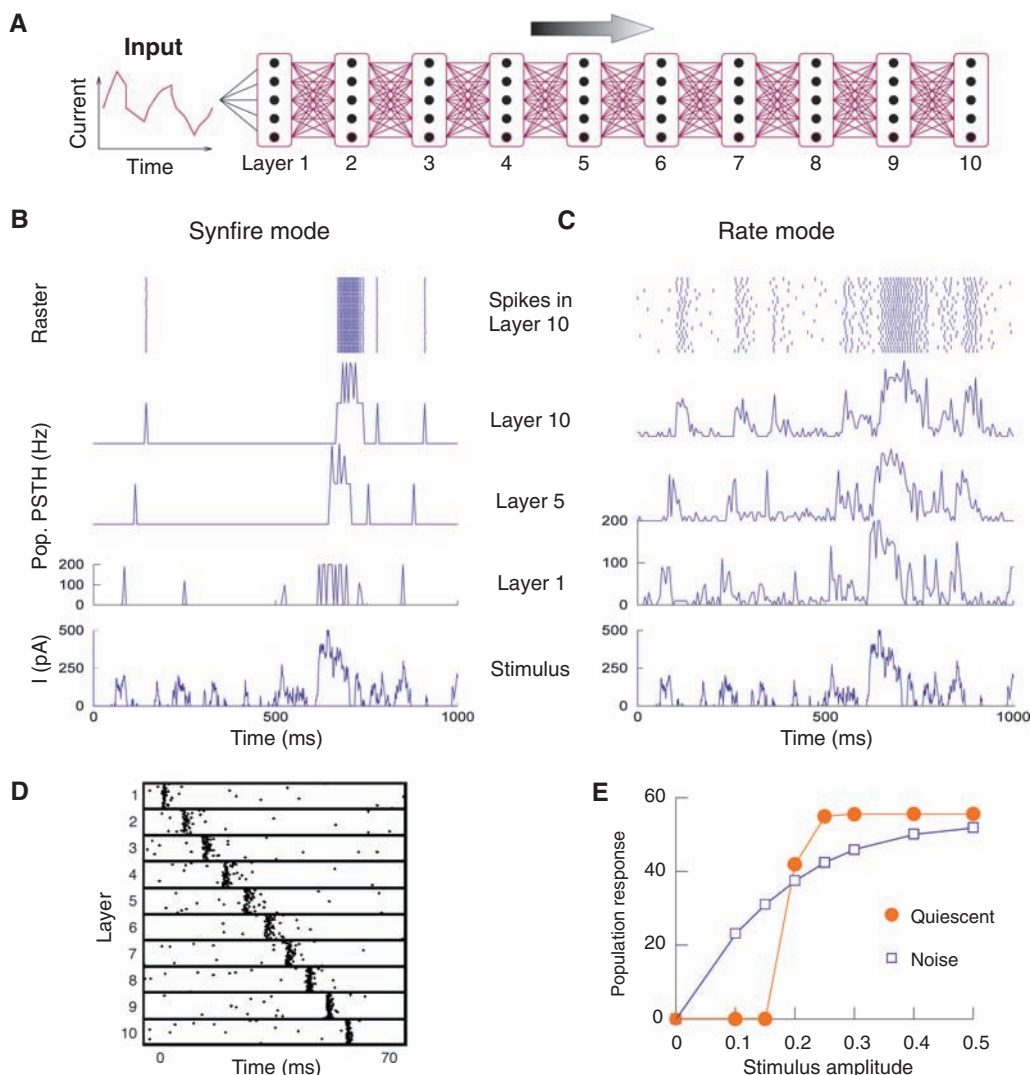 A
Input
Current
Time
Layer 1 2 3 4 5 6 7 8 9 10
B
Synfire mode
C
Rate mode
Raster
Spikes in
Layer 10
Pop. PSTH (Hz)
Layer 10
Layer 5
200
100
0
Layer 1
200
100
0
I (pA)
500
250
0
Stimulus
500
250
0
0 500 1000
Time (ms)
0 500 1000
Time (ms)
D
Layer
1
2
3
4
5
6
7
8
9
10
0 70
Time (ms)
E
Population response
60
40
20
0
Quiescent
Noise
0 0.1 0.2 0.3 0.4 0.5
Stimulus amplitude